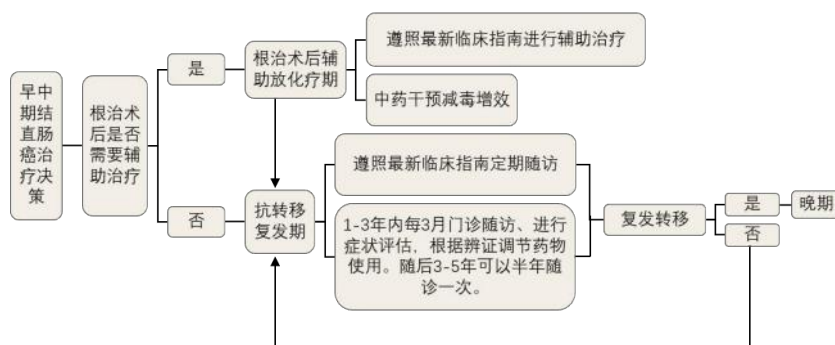 早中
期结
直肠
癌治
疗决
策
根治术
后是否
需要辅
助治疗
是
根治术后辅
助放化疗期
遵照最新临床指南进行辅助治疗
中药干预减毒增效
否
抗转移
复发期
遵照最新临床指南定期随访
1-3年内每3月门诊随访、进行
症状评估，根据辨证调节药物
使用。随后3-5年可以半年随
诊一次。
复发转移
是
晚期
否